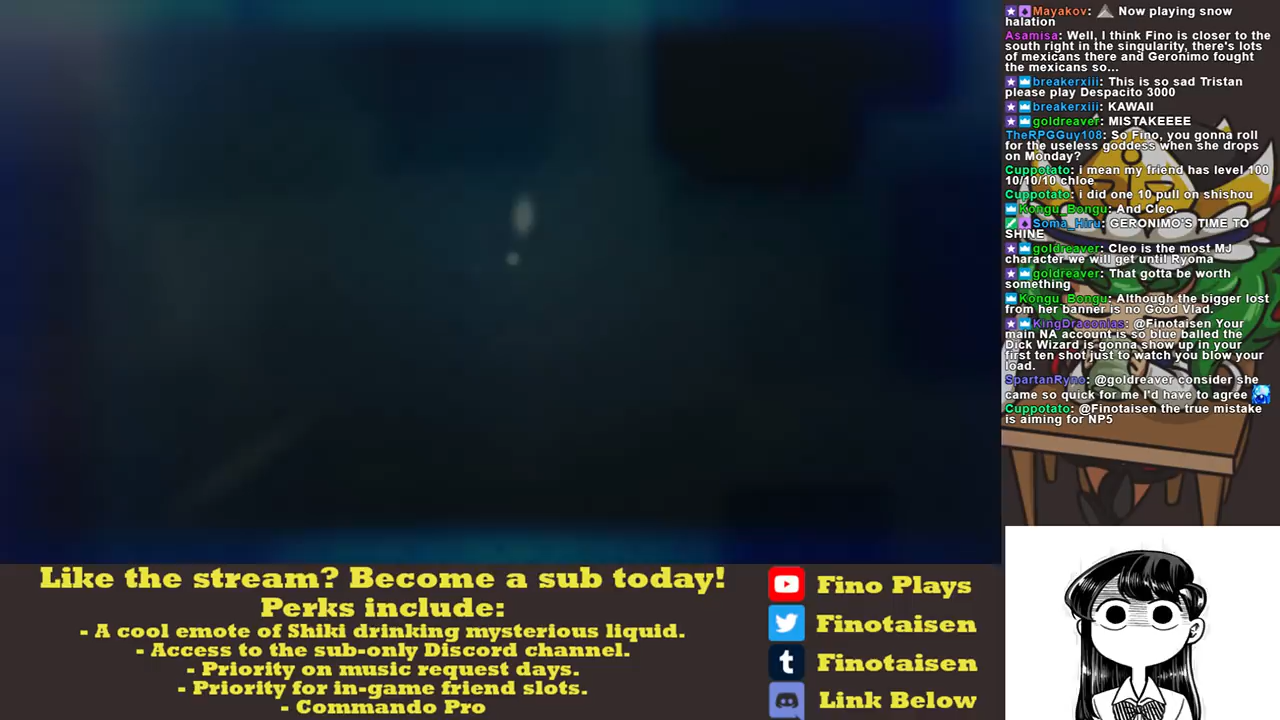 Mayakov: Now playing snow
halation
Asamisa: Well, I think Fino is closer to the
south right in the singularity, there's lots
of mexicans there and Geronimo fought
the mexicans so...
breakerxiii: This is so sad Tristan
please play Despacito 3000
breakerxiii: KAWAII
goldreaver: MISTAKEEEE
TheRPGGuy108: So Fino, you gonna roll
for the useless goddess when she drops
on Monday?
Cuppotato: i mean my friend has level 100
10/10/10 chloe
Cuppotato: i did one 10 pull on shishou
Kongu_Bongu: And Cleo.
Soma_Hiru: GERONIMO'S TIME TO
SHINE
goldreaver: Cleo is the most MJ
character we will get until Ryoma
goldreaver: That gotta be worth
something
Kongu_Bongu: Although the bigger lost
from her banner is no Good Vlad.
KingDraconias: @Finotaisen Your
main NA account is so blue balled the
Dick Wizard is gonna show up in your
first ten shot just to watch you blow your
load.
SpartanRyno: @goldreaver consider she
came so quick for me I'd have to agree
Cuppotato: @Finotaisen the true mistake
is aiming for NP5
Like the stream? Become a sub today!
Perks include:
- A cool emote of Shiki drinking mysterious liquid.
- Access to the sub-only Discord channel.
- Priority on music request days.
- Priority for in-game friend slots.
- Commando Pro
Fino Plays
Finotaisen
Finotaisen
Link Below